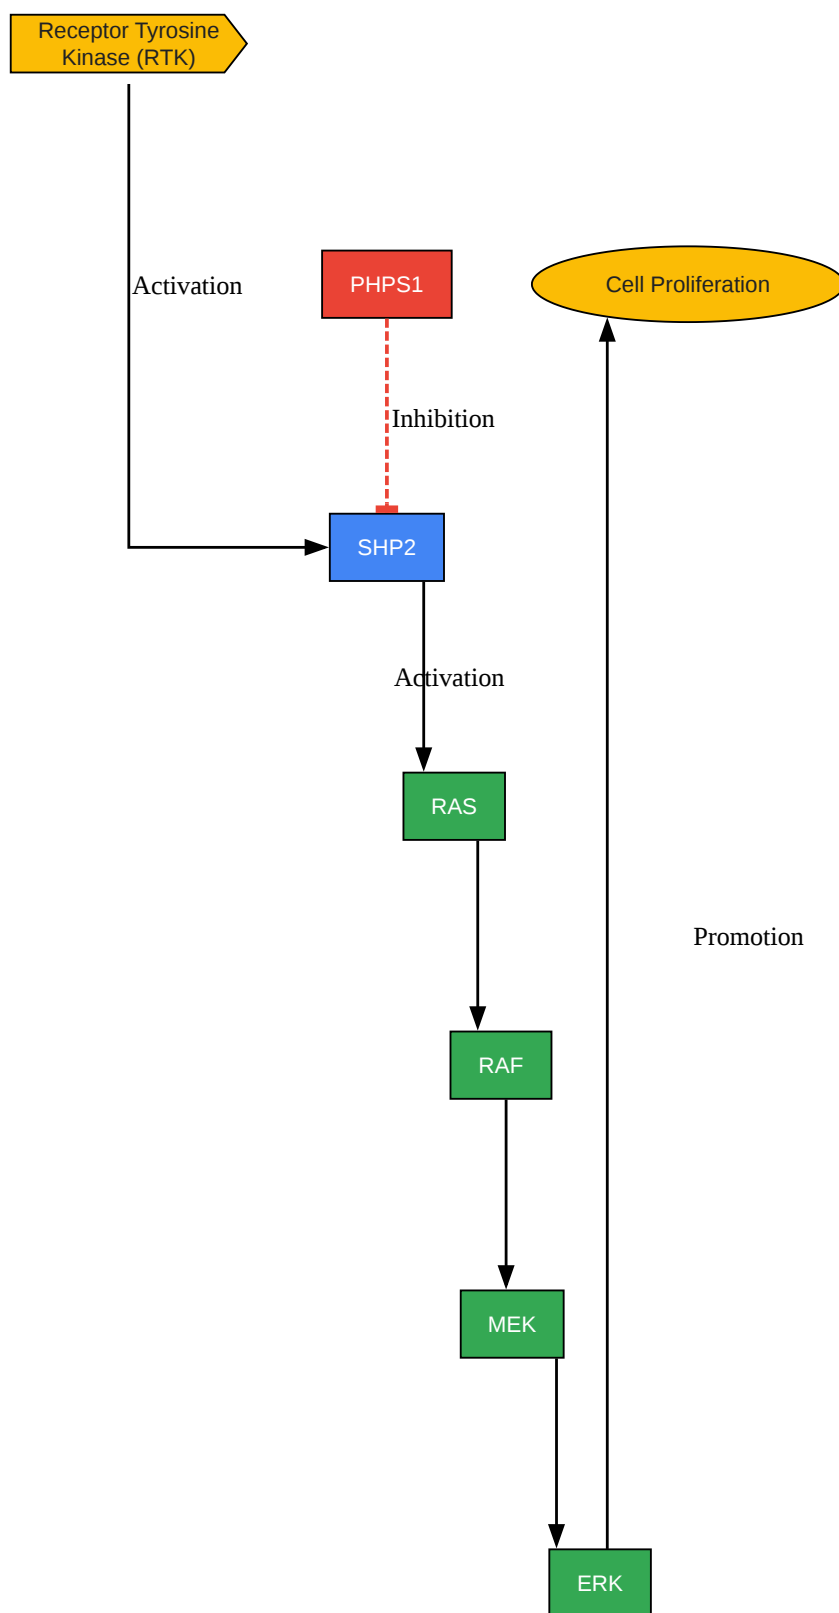 Receptor Tyrosine
Kinase (RTK)
Activation
PHPS1
Cell Proliferation
Inhibition
SHP2
Activation
RAS
Promotion
RAF
MEK
ERK